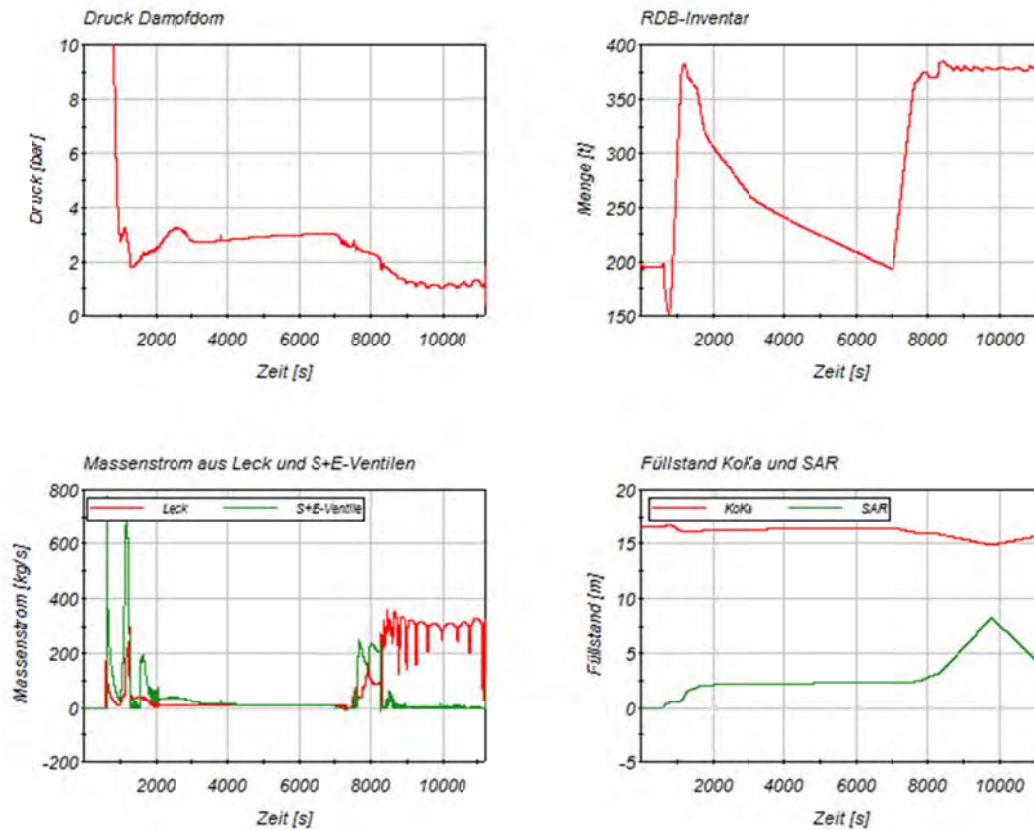 Druck Dampfdom
10
8
6
4
2
0
Druck [bar]
2000 4000 6000 8000 10000
Zeit [s]
RDB-Inventar
400
350
300
250
200
150
Menge [t]
2000 4000 6000 8000 10000
Zeit [s]
Massenstrom aus Leck und S+E-Ventilen
Leck S+E-Ventile
800
600
400
200
0
-200
Massenstrom [kg/s]
2000 4000 6000 8000 10000
Zeit [s]
Füllstand KoKa und SAR
KoKa SAR
20
15
10
5
0
-5
Füllstand [m]
2000 4000 6000 8000 10000
Zeit [s]